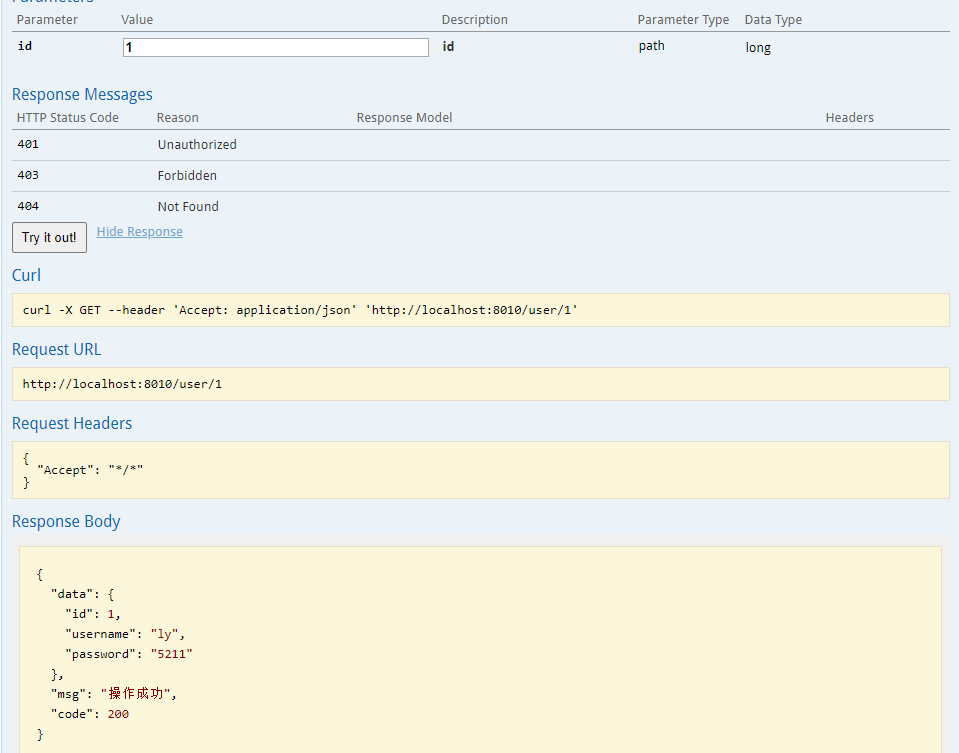 Parameters
Parameter Value Description Parameter Type Data Type
id 1 id path long
Response Messages
HTTP Status Code Reason Response Model Headers
401 Unauthorized
403 Forbidden
404 Not Found
Try it out! Hide Response
Curl
curl -X GET --header 'Accept: application/json' 'http://localhost:8010/user/1'
Request URL
http://localhost:8010/user/1
Request Headers
{
"Accept": "*/*"
}
Response Body
{
"data": {
"id": 1,
"username": "ly",
"password": "5211"
},
"msg": "操作成功",
"code": 200
}